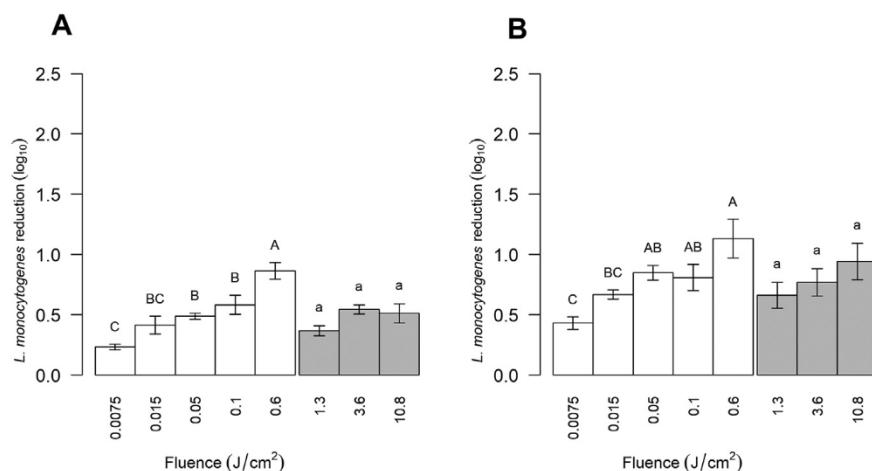 A
L. monocytogenes reduction (log₁₀)
2.5
2.0
1.5
1.0
0.5
0.0
C
BC
B
B
A
a
a
a
0.0075
0.015
0.05
0.1
0.6
1.3
3.6
10.8
Fluence (J/cm²)
B
L. monocytogenes reduction (log₁₀)
2.5
2.0
1.5
1.0
0.5
0.0
C
BC
AB
AB
A
a
a
a
0.0075
0.015
0.05
0.1
0.6
1.3
3.6
10.8
Fluence (J/cm²)